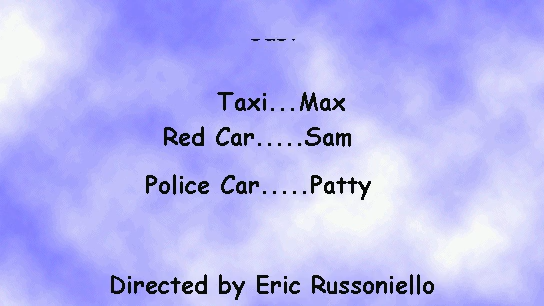 Taxi...Max
Red Car.....Sam
Police Car.....Patty
Directed by Eric Russoniello